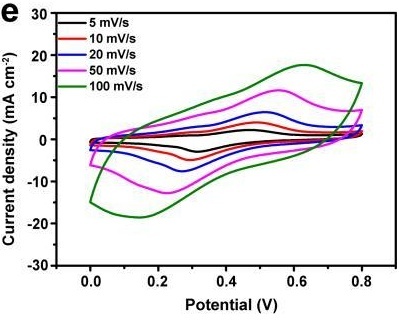 e
5 mV/s
10 mV/s
20 mV/s
50 mV/s
100 mV/s
Current density (mA cm⁻²)
30
20
10
0
-10
-20
-30
0.0 0.2 0.4 0.6 0.8
Potential (V)